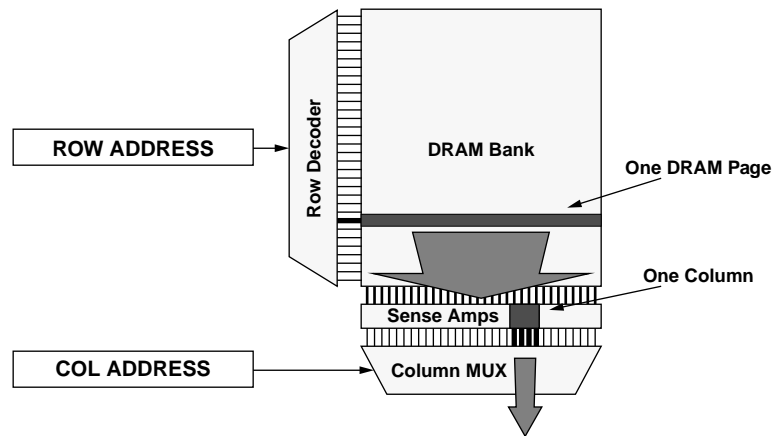 ROW ADDRESS
Row Decoder
DRAM Bank
One DRAM Page
One Column
Sense Amps
COL ADDRESS
Column MUX